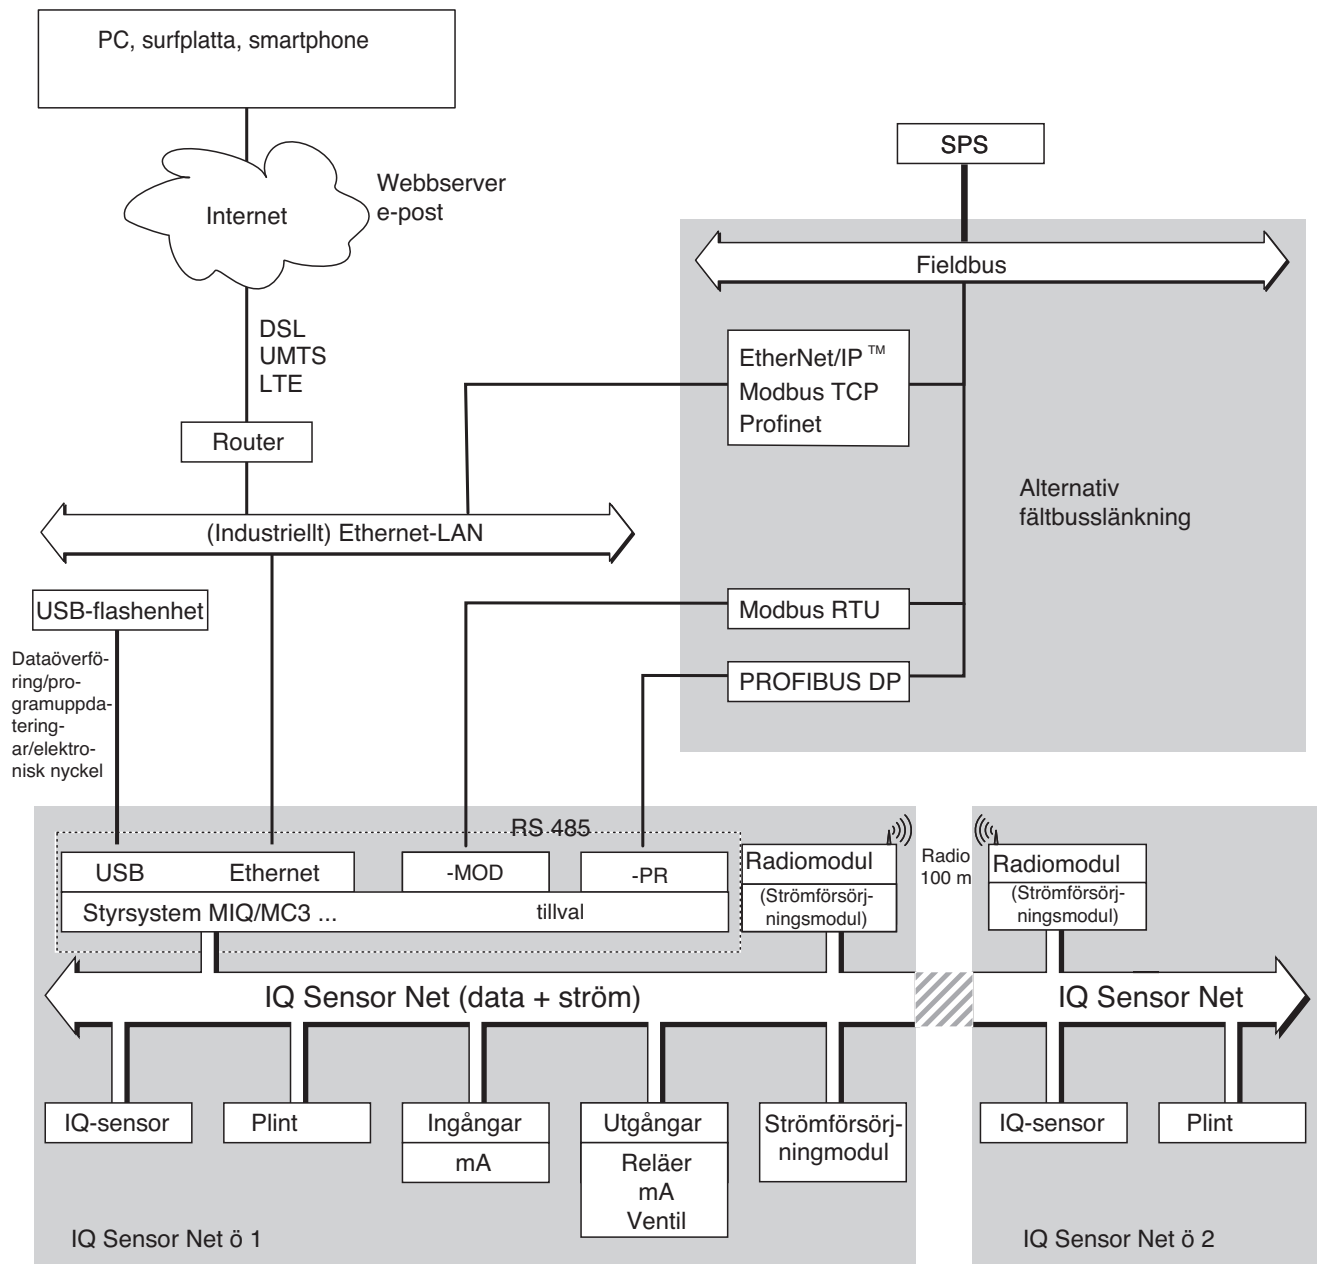 PC, surfplatta, smartphone
Internet
Webbserver
e-post
SPS
Fieldbus
DSL
UMTS
LTE
Router
EtherNet/IP™
Modbus TCP
Profinet
Alternativ
fältbusslänkning
(Industriellt) Ethernet-LAN
USB-flashenhet
Modbus RTU
PROFIBUS DP
Dataöverfö-
ring/pro-
gramuppda-
tering-
ar/elektro-
nisk nyckel
RS 485
USB
Ethernet
-MOD
-PR
Styrsystem MIQ/MC3 ...
tillval
Radiomodul
(Strömförsörj-
ningsmodul)
Radio
100 m
Radiomodul
(Strömförsörj-
ningsmodul)
IQ Sensor Net (data + ström)
IQ Sensor Net
IQ-sensor
Plint
Ingångar
mA
Utgångar
Reläer
mA
Ventil
Strömförsörj-
ningmodul
IQ-sensor
Plint
IQ Sensor Net ö 1
IQ Sensor Net ö 2